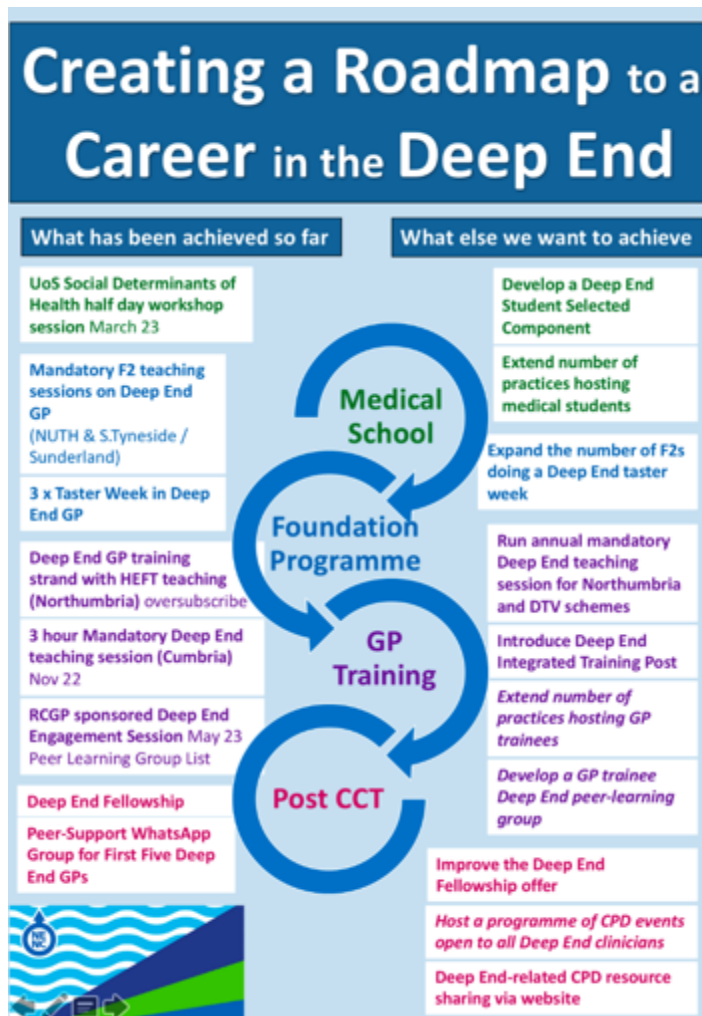 Creating a Roadmap to a
Career in the Deep End
What has been achieved so far
UoS Social Determinants of
Health half day workshop
session March 23
Mandatory F2 teaching
sessions on Deep End
GP
(NUTH & S.Tyneside /
Sunderland)
3 x Taster Week in Deep
End GP
Deep End GP training
strand with HEFT teaching
(Northumbria) oversubscribe
3 hour Mandatory Deep End
teaching session (Cumbria)
Nov 22
RCGP sponsored Deep End
Engagement Session May 23
Peer Learning Group List
Deep End Fellowship
Peer-Support WhatsApp
Group for First Five Deep
End GPs
Medical
School
Foundation
Programme
GP
Training
Post CCT
What else we want to achieve
Develop a Deep End
Student Selected
Component
Extend number of
practices hosting
medical students
Expand the number of F2s
doing a Deep End taster
week
Run annual mandatory
Deep End teaching
session for Northumbria
and DTV schemes
Introduce Deep End
Integrated Training Post
Extend number of
practices hosting GP
trainees
Develop a GP trainee
Deep End peer-learning
group
Improve the Deep End
Fellowship offer
Host a programme of CPD events
open to all Deep End clinicians
Deep End-related CPD resource
sharing via website
NE
NC